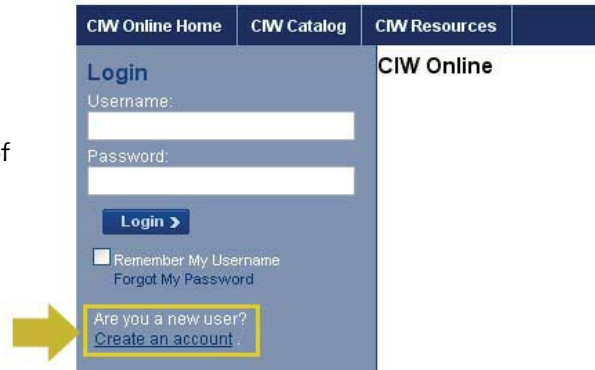 CIW Online Home CIW Catalog CIW Resources
Login
Username:
Password:
Login >
Remember My Username
Forgot My Password
Are you a new user?
Create an account .
CIW Online